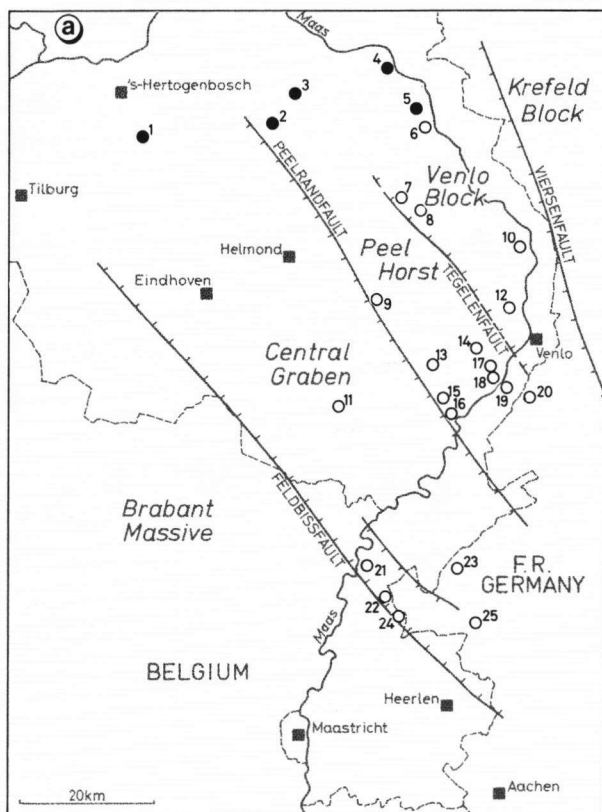 a
Maas
's-Hertogenbosch
Krefeld
Block
4
3
5
2
6
1
PEELRANDFAULT
VIERSENFAULT
Venlo
Block
7
8
Tilburg
Helmond
Peel
Horst
10
TEGELENFAULT
Eindhoven
9
12
Central
Graben
14
Venlo
13
17
18
15
19
20
11
16
FELDBISSFAULT
Brabant
Massive
21
23
F.R.
GERMANY
22
24
25
Maas
BELGIUM
Heerlen
Maastricht
20km
Aachen